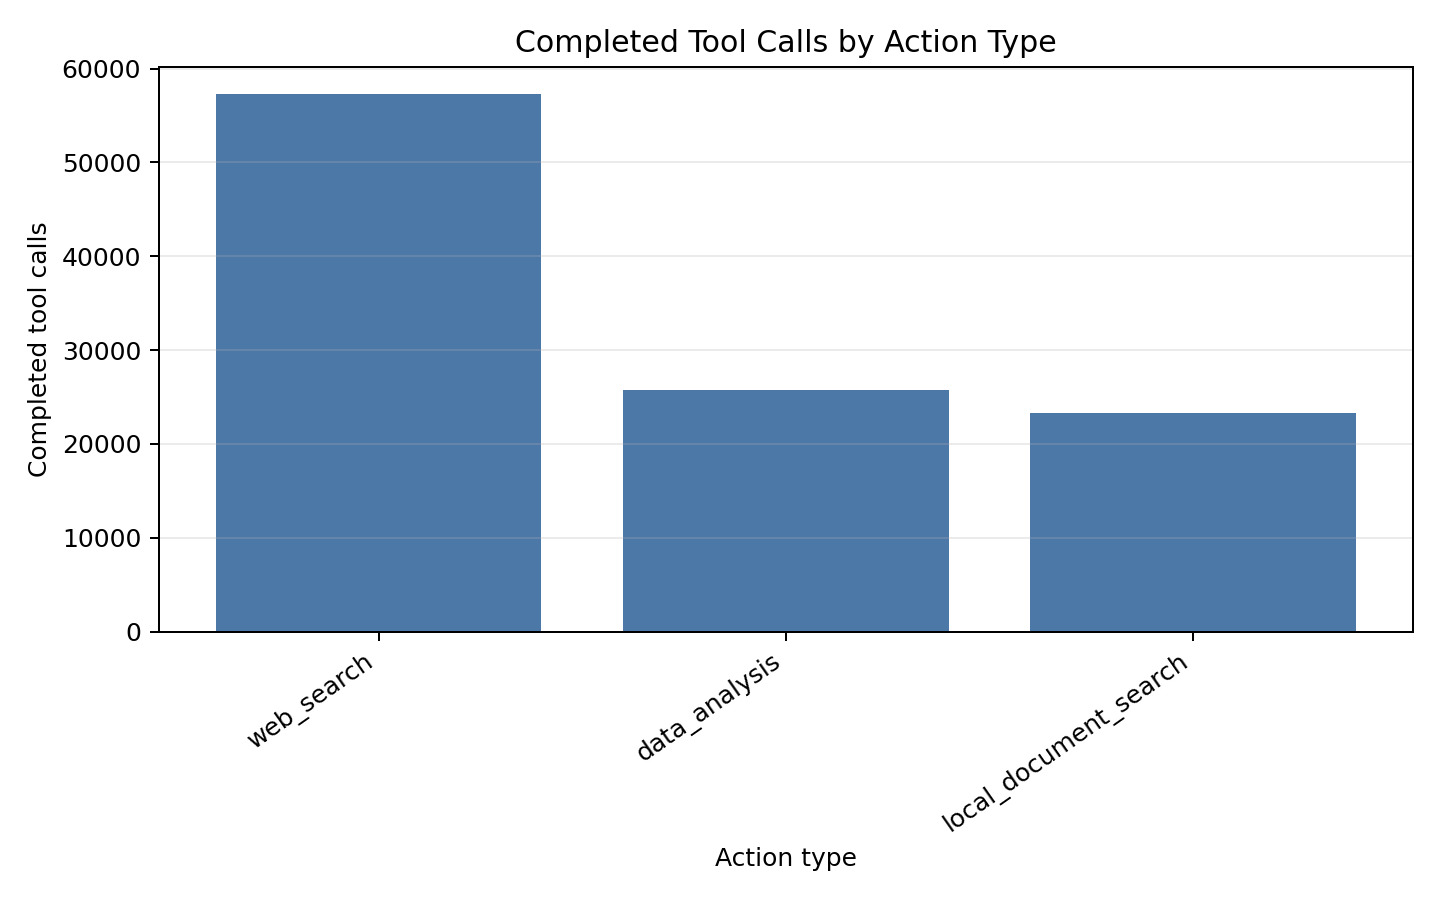 Completed Tool Calls by Action Type
60000
50000
40000
30000
20000
10000
0
Completed tool calls
web_search
data_analysis
local_document_search
Action type